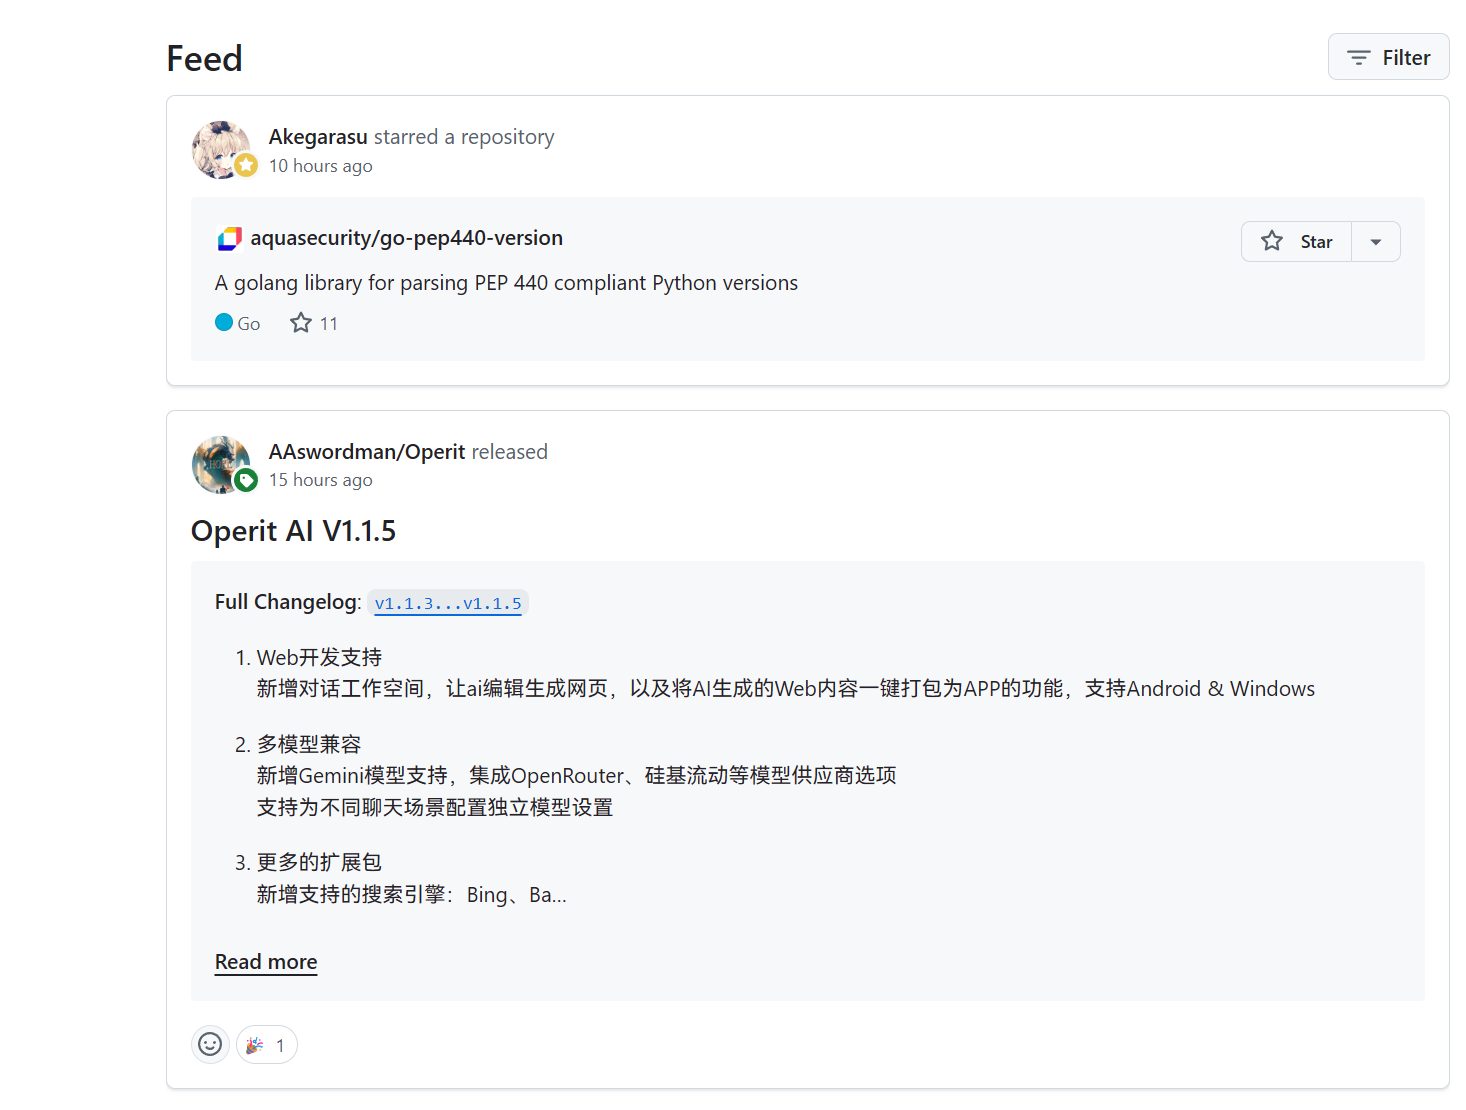 Feed
Filter
Akegarasu starred a repository
10 hours ago
aquasecurity/go-pep440-version
Star
A golang library for parsing PEP 440 compliant Python versions
Go 11
AAswordman/Operit released
15 hours ago
Operit AI V1.1.5
Full Changelog: v1.1.3...v1.1.5
1. Web开发支持
新增对话工作空间，让ai编辑生成网页，以及将AI生成的Web内容一键打包为APP的功能，支持Android & Windows
2. 多模型兼容
新增Gemini模型支持，集成OpenRouter、硅基流动等模型供应商选项
支持为不同聊天场景配置独立模型设置
3. 更多的扩展包
新增支持的搜索引擎：Bing、Ba...
Read more
1